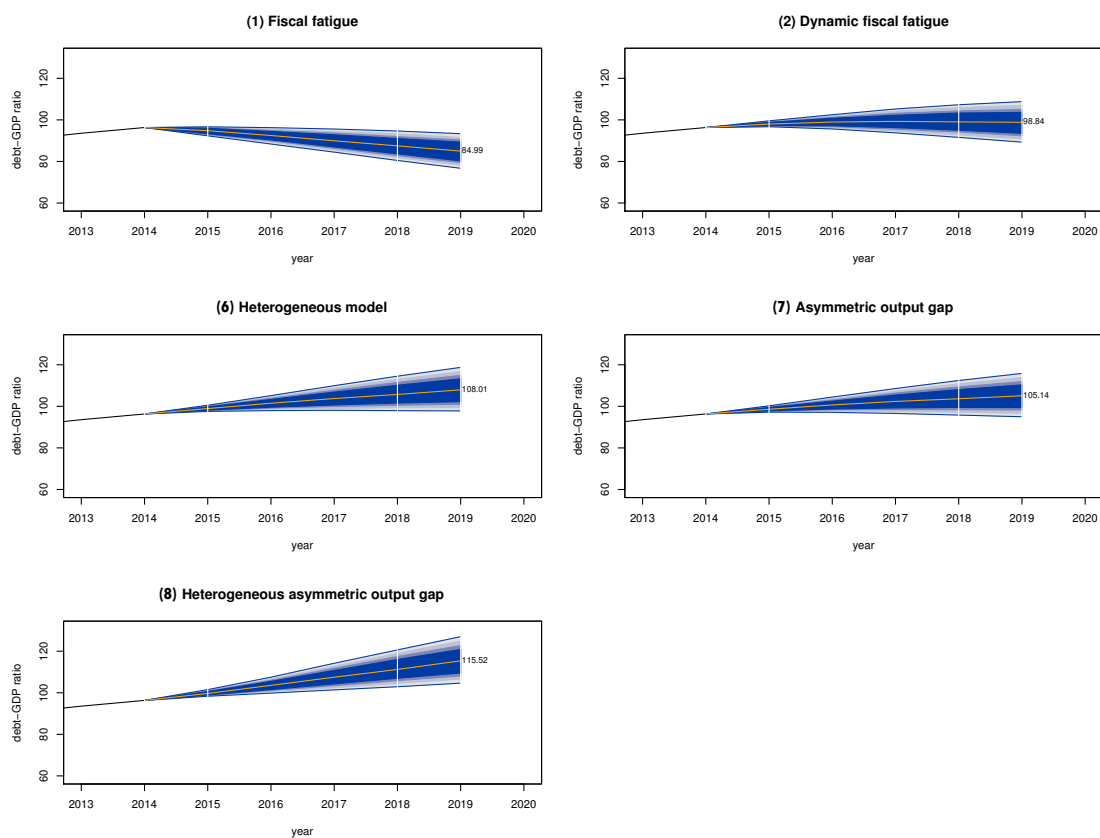 (1) Fiscal fatigue
debt−GDP ratio
60 80 100 120
84.99
2013 2014 2015 2016 2017 2018 2019 2020
year
(2) Dynamic fiscal fatigue
debt−GDP ratio
60 80 100 120
98.84
2013 2014 2015 2016 2017 2018 2019 2020
year
(6) Heterogeneous model
debt−GDP ratio
60 80 100 120
108.01
2013 2014 2015 2016 2017 2018 2019 2020
year
(7) Asymmetric output gap
debt−GDP ratio
60 80 100 120
105.14
2013 2014 2015 2016 2017 2018 2019 2020
year
(8) Heterogeneous asymmetric output gap
debt−GDP ratio
60 80 100 120
115.52
2013 2014 2015 2016 2017 2018 2019 2020
year